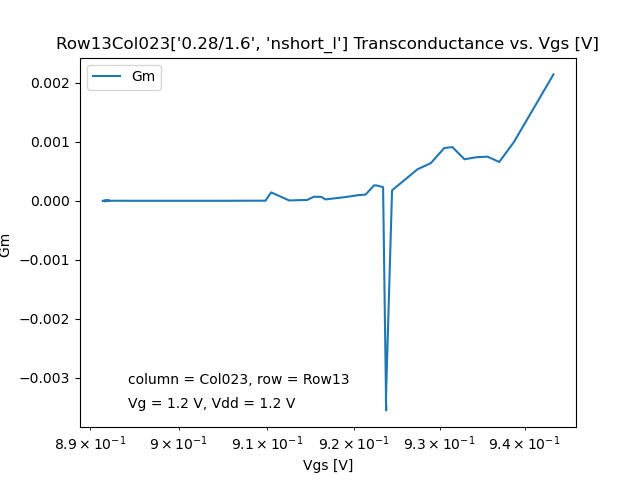 Row13Col023['0.28/1.6', 'nshort_l'] Transconductance vs. Vgs [V]
Gm
0.002
0.001
0.000
−0.001
−0.002
−0.003
Gm
column = Col023, row = Row13
Vg = 1.2 V, Vdd = 1.2 V
8.9 × 10⁻¹ 9 × 10⁻¹ 9.1 × 10⁻¹ 9.2 × 10⁻¹ 9.3 × 10⁻¹ 9.4 × 10⁻¹
Vgs [V]